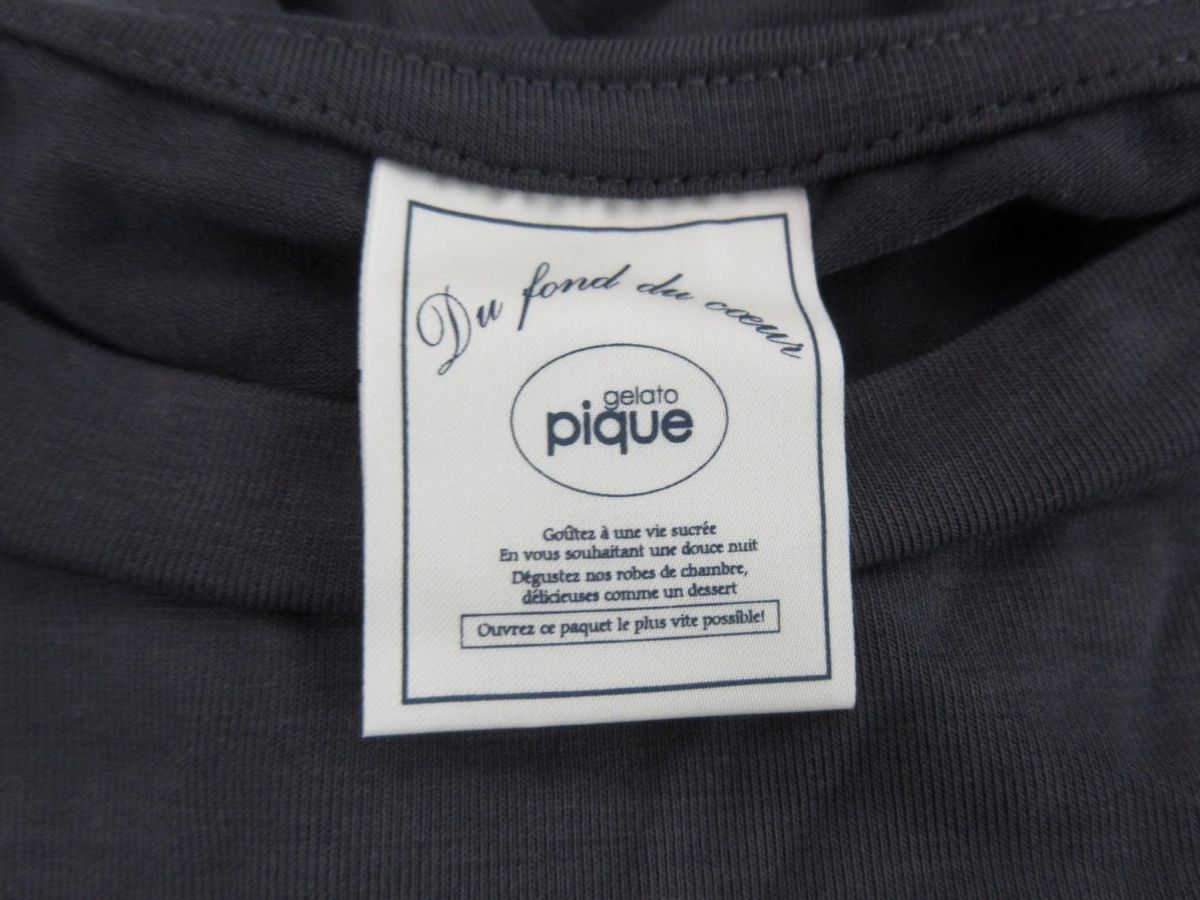 Du fond du cœur
gelato
pique
Goûtez à une vie sucrée
En vous souhaitant une douce nuit
Dégustez nos robes de chambre,
délicieuses comme un dessert
Ouvrez ce paquet le plus vite possible!